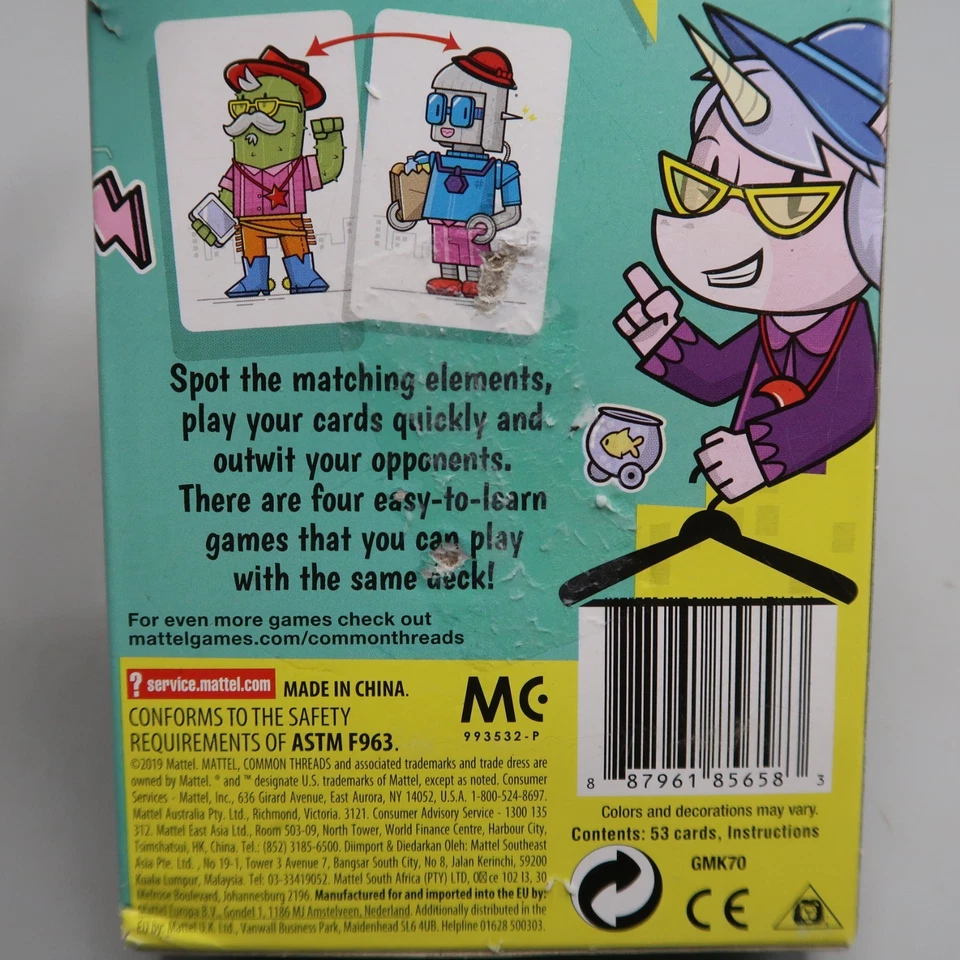 Spot the matching elements,
play your cards quickly and
outwit your opponents.
There are four easy-to-learn
games that you can play
with the same deck!
For even more games check out
mattelgames.com/commonthreads
? service.mattel.com MADE IN CHINA.
CONFORMS TO THE SAFETY
REQUIREMENTS OF ASTM F963.
MC
993532-P
©2019 Mattel. MATTEL, COMMON THREADS and associated trademarks and trade dress are
owned by Mattel. ® and ™ designate U.S. trademarks of Mattel, except as noted. Consumer
Services - Mattel, Inc., 636 Girard Avenue, East Aurora, NY 14052, U.S.A. 1-800-524-8697.
Mattel Australia Pty. Ltd., Richmond, Victoria. 3121. Consumer Advisory Service - 1300 135
312. Mattel East Asia Ltd., Room 503-09, North Tower, World Finance Centre, Harbour City,
Tsimshatsui, HK, China. Tel.: (852) 3185-6500. Diimport & Diedarkan Oleh: Mattel Southeast
Asia Pte. Ltd., No 19-1, Tower 3 Avenue 7, Bangsar South City, No 8, Jalan Kerinchi, 59200
Kuala Lumpur, Malaysia. Tel: 03-33419052. Mattel South Africa (PTY) LTD, ce 102 I3, 30
Melrose Boulevard, Johannesburg 2196. Manufactured for and imported into the EU by:
Mattel Europa B.V., Gondel 1, 1186 MJ Amstelveen, Nederland. Additionally distributed in the
EU by: Mattel U.K. Ltd., Vanwall Business Park, Maidenhead SL6 4UB. Helpline 01628 500303.
8 87961 85658 3
Colors and decorations may vary.
Contents: 53 cards, Instructions
GMK70
CE